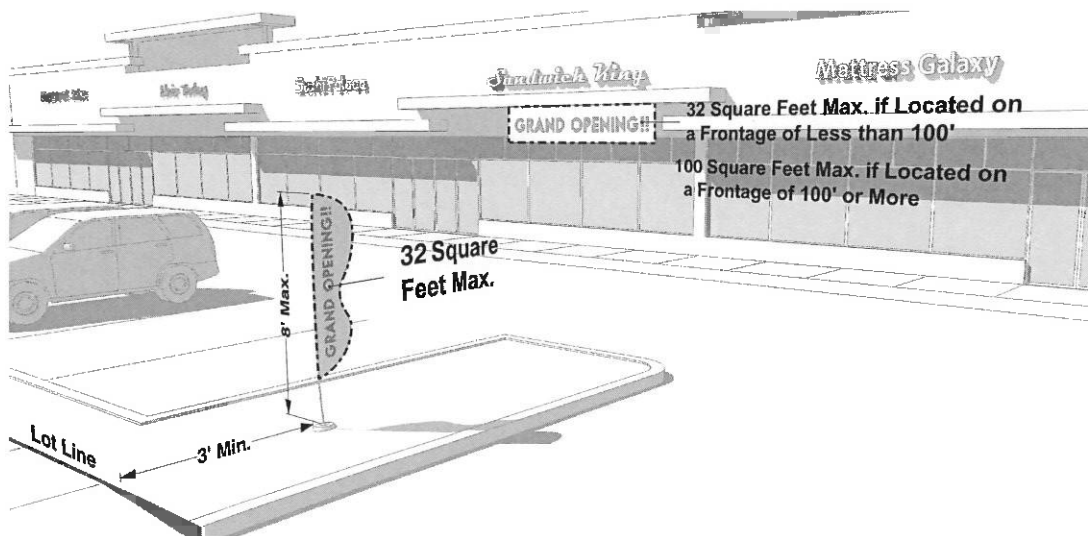 Sandwich King
Mattress Galaxy
GRAND OPENING!!
32 Square Feet Max. if Located on
a Frontage of Less than 100'
100 Square Feet Max. if Located on
a Frontage of 100' or More
GRAND OPENING!!
8' Max.
32 Square
Feet Max.
Lot Line
3' Min.